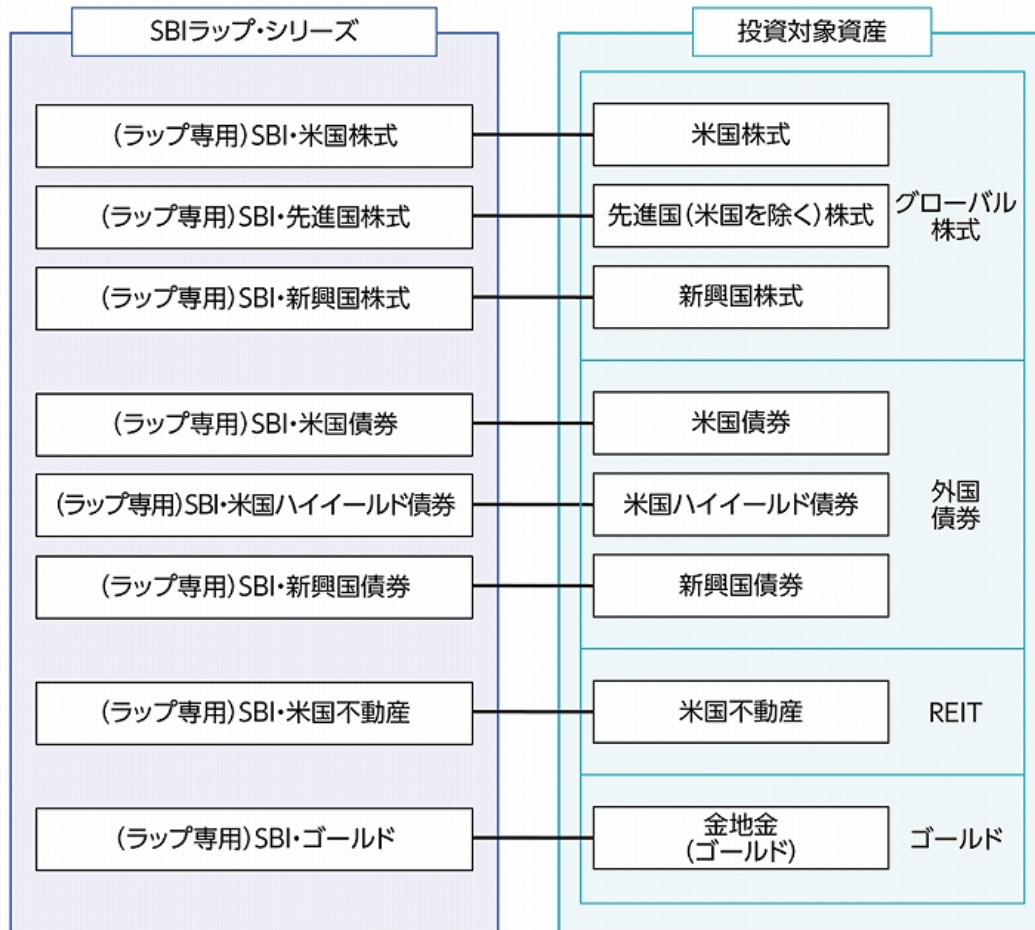 SBIラップ・シリーズ
投資対象資産
(ラップ専用)SBI・米国株式
米国株式
(ラップ専用)SBI・先進国株式
先進国(米国を除く)株式
(ラップ専用)SBI・新興国株式
新興国株式
グローバル
株式
(ラップ専用)SBI・米国債券
米国債券
(ラップ専用)SBI・米国ハイイールド債券
米国ハイイールド債券
(ラップ専用)SBI・新興国債券
新興国債券
外国
債券
(ラップ専用)SBI・米国不動産
米国不動産
REIT
(ラップ専用)SBI・ゴールド
金地金
(ゴールド)
ゴールド